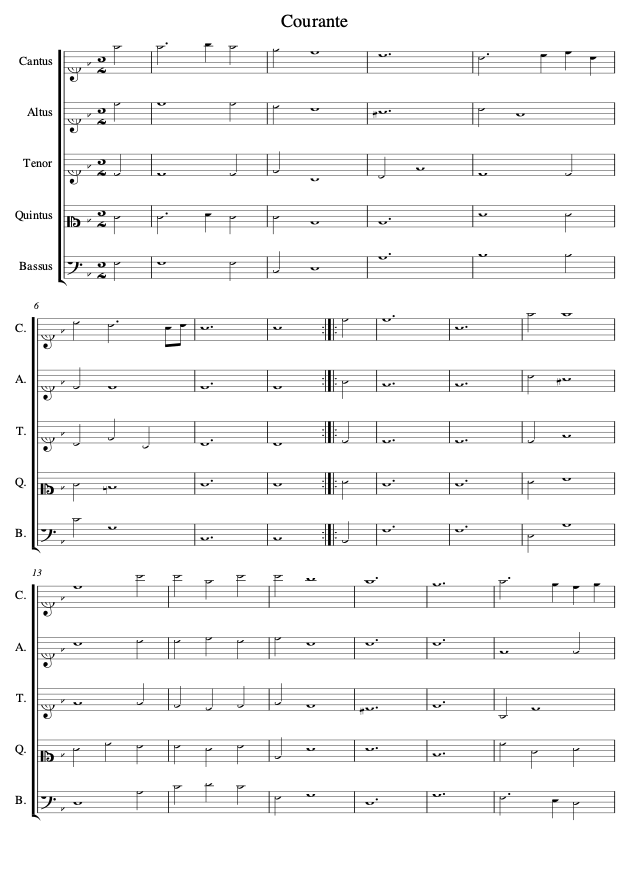 Courante
Cantus
Altus
Tenor
Quintus
Bassus
6
C.
A.
T.
Q.
B.
13
C.
A.
T.
Q.
B.